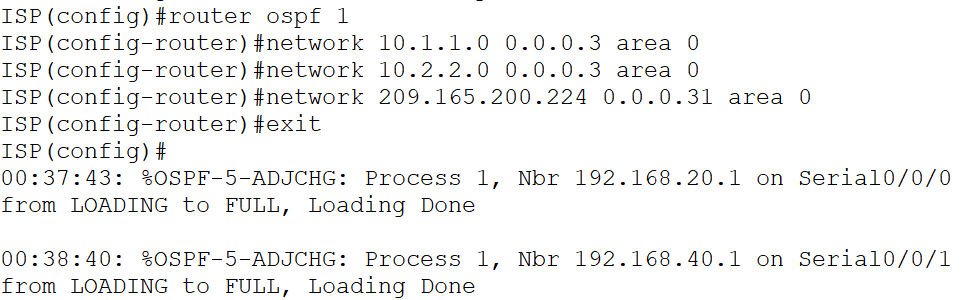 ISP(config)#router ospf 1
ISP(config-router)#network 10.1.1.0 0.0.0.3 area 0
ISP(config-router)#network 10.2.2.0 0.0.0.3 area 0
ISP(config-router)#network 209.165.200.224 0.0.0.31 area 0
ISP(config-router)#exit
ISP(config)#
00:37:43: %OSPF-5-ADJCHG: Process 1, Nbr 192.168.20.1 on Serial0/0/0
from LOADING to FULL, Loading Done
00:38:40: %OSPF-5-ADJCHG: Process 1, Nbr 192.168.40.1 on Serial0/0/1
from LOADING to FULL, Loading Done